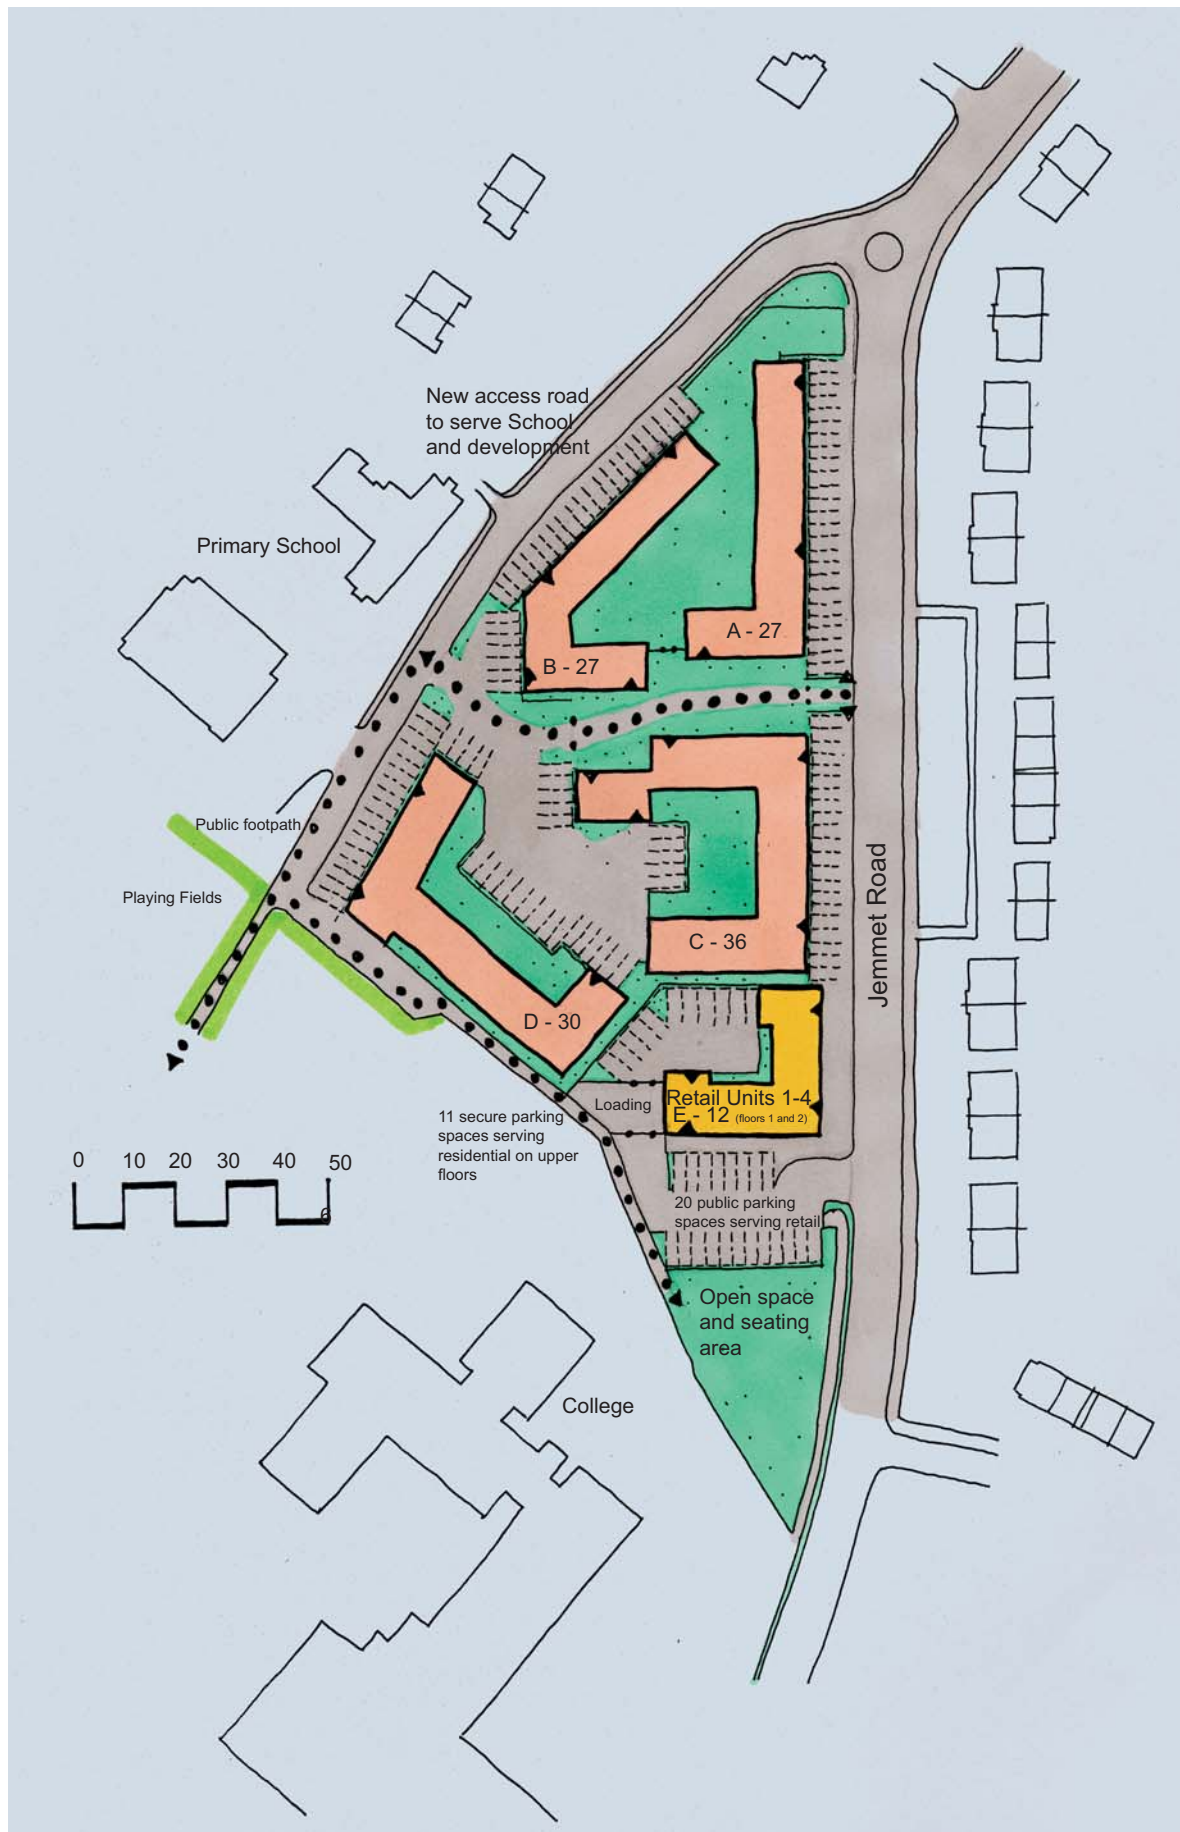 New access road
to serve School
and development
Primary School
A - 27
B - 27
Public footpath
Playing Fields
Jemmet Road
C - 36
D - 30
Retail Units 1-4
E - 12 (floors 1 and 2)
Loading
11 secure parking
spaces serving
residential on upper
floors
0 10 20 30 40 50
6
20 public parking
spaces serving retail
Open space
and seating
area
College